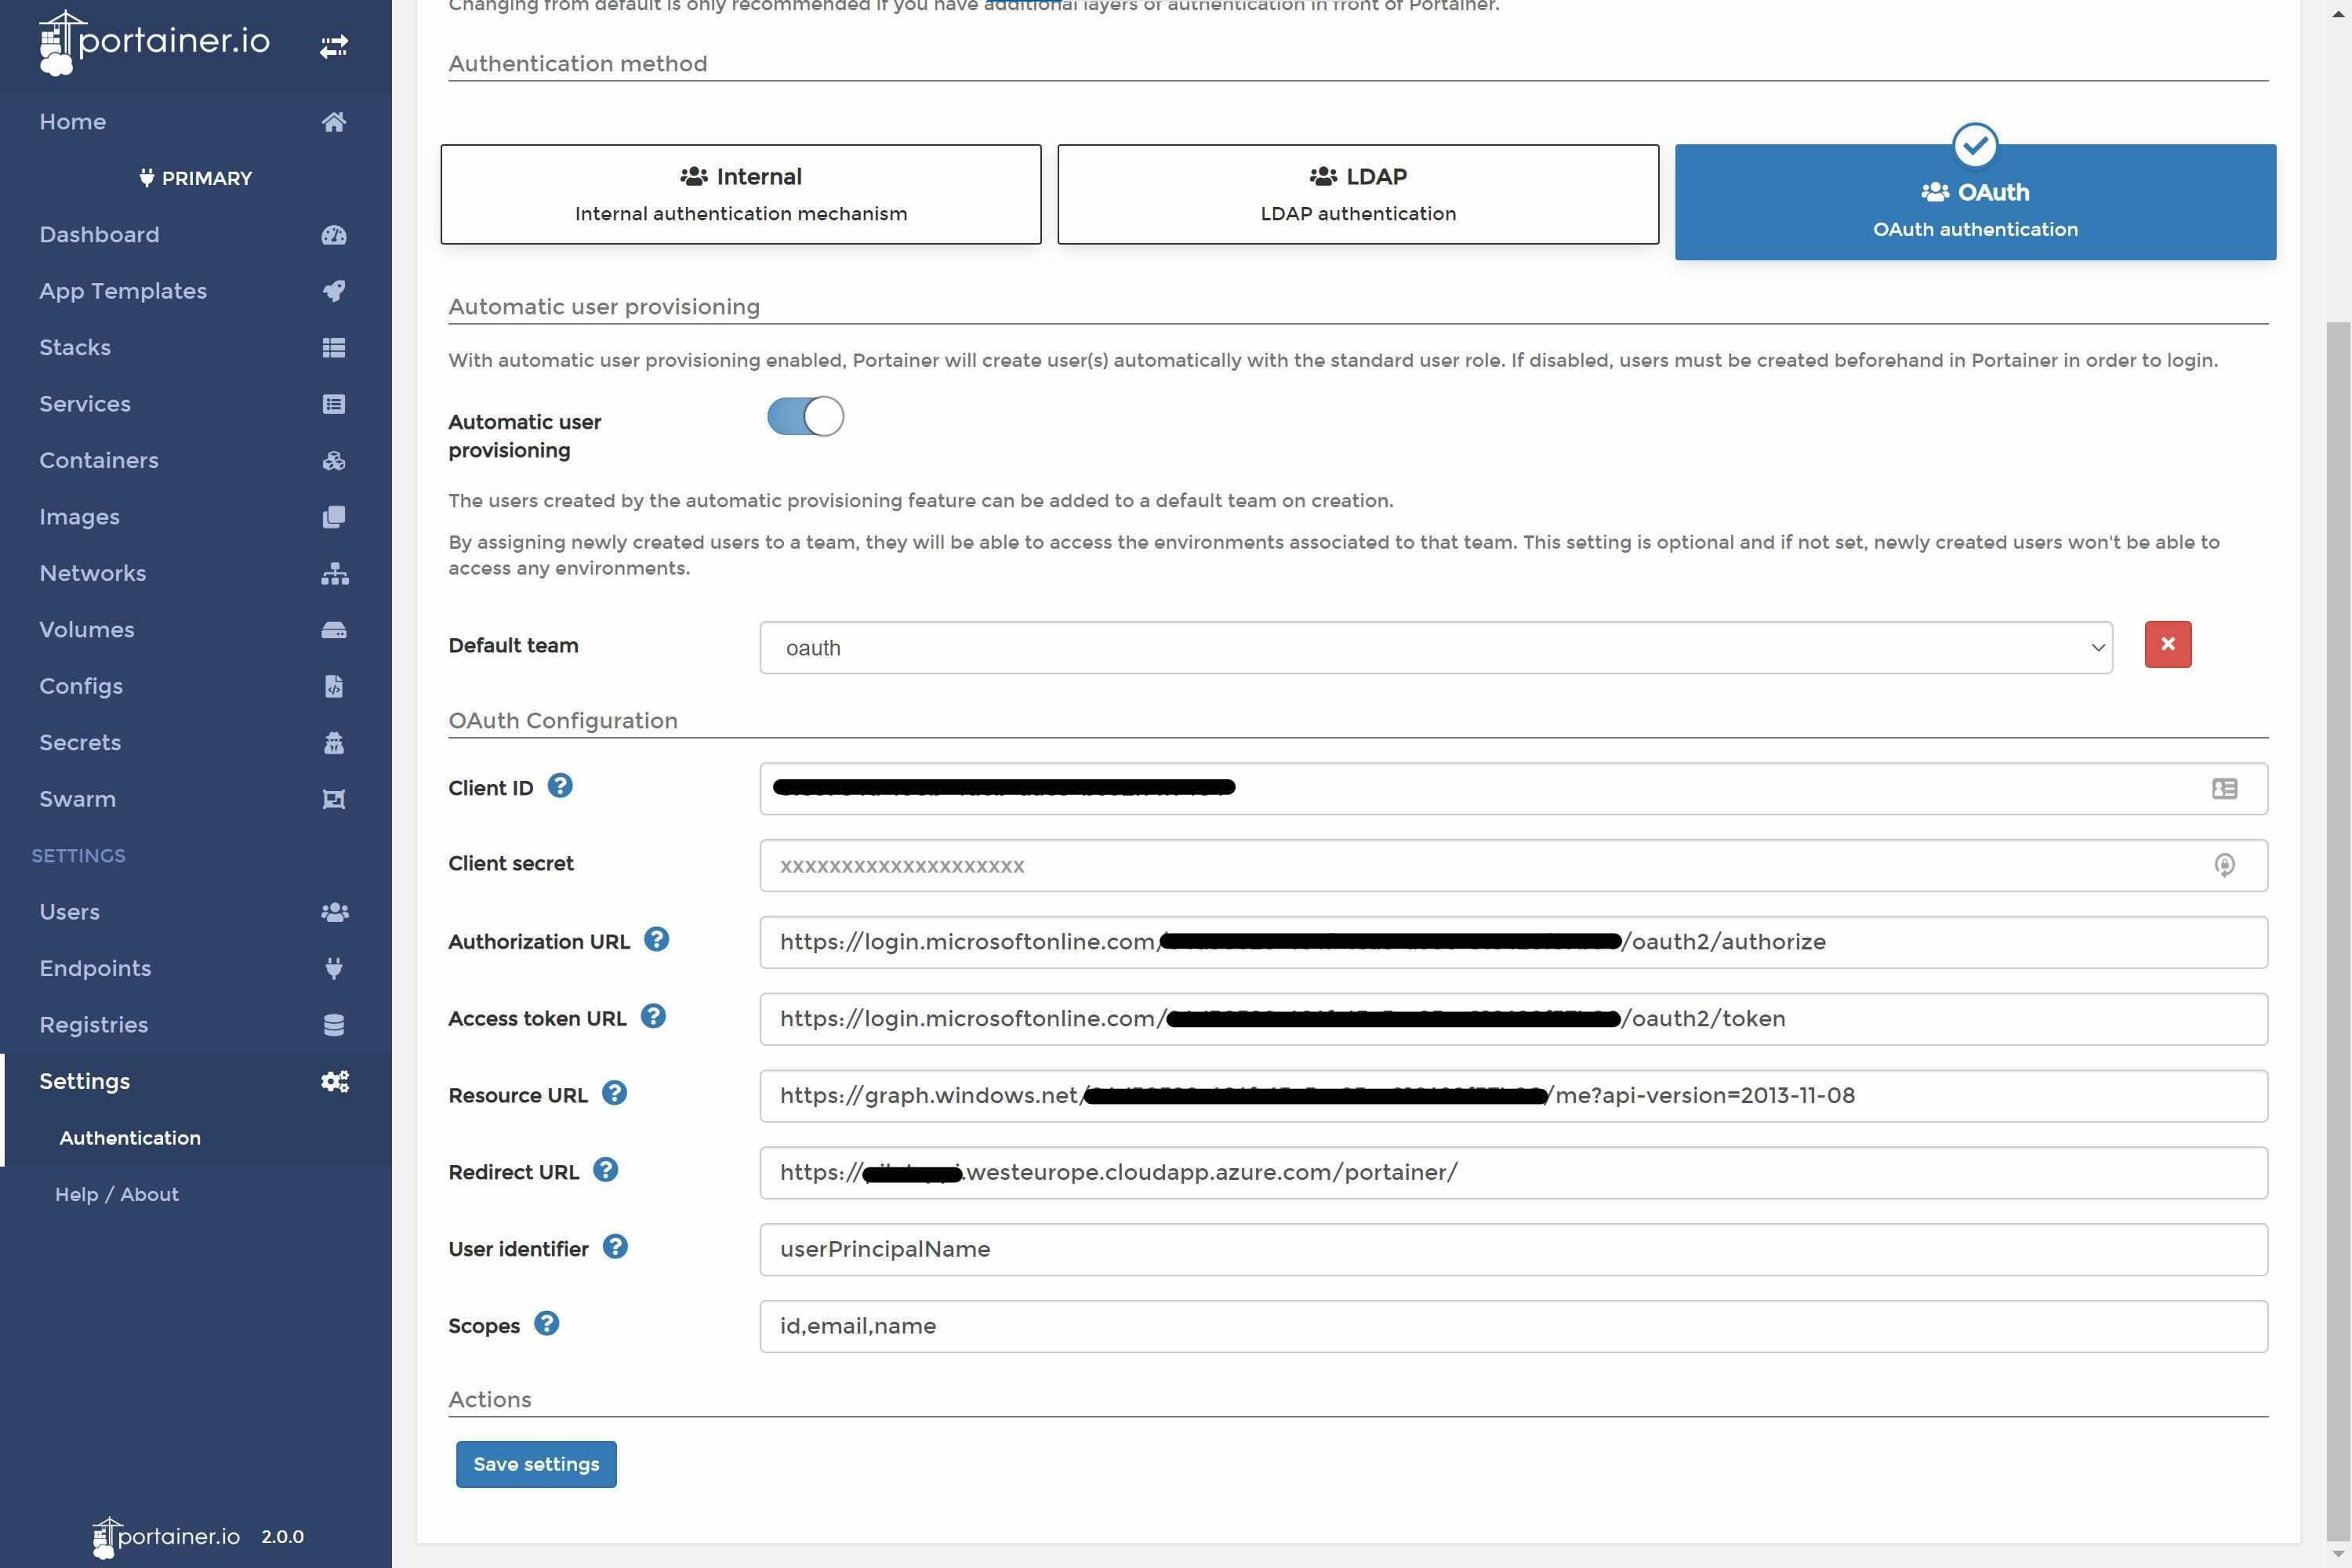 portainer.io
Home
PRIMARY
Dashboard
App Templates
Stacks
Services
Containers
Images
Networks
Volumes
Configs
Secrets
Swarm
SETTINGS
Users
Endpoints
Registries
Settings
Authentication
Help / About
portainer.io 2.0.0
Changing from default is only recommended if you have additional layers of authentication in front of Portainer.
Authentication method
Internal
Internal authentication mechanism
LDAP
LDAP authentication
OAuth
OAuth authentication
Automatic user provisioning
With automatic user provisioning enabled, Portainer will create user(s) automatically with the standard user role. If disabled, users must be created beforehand in Portainer in order to login.
Automatic user
provisioning
The users created by the automatic provisioning feature can be added to a default team on creation.
By assigning newly created users to a team, they will be able to access the environments associated to that team. This setting is optional and if not set, newly created users won't be able to
access any environments.
Default team oauth
OAuth Configuration
Client ID
Client secret xxxxxxxxxxxxxxxxxxxx
Authorization URL https://login.microsoftonline.com/ /oauth2/authorize
Access token URL https://login.microsoftonline.com/ /oauth2/token
Resource URL https://graph.windows.net/ /me?api-version=2013-11-08
Redirect URL https:// .westeurope.cloudapp.azure.com/portainer/
User identifier userPrincipalName
Scopes id,email,name
Actions
Save settings